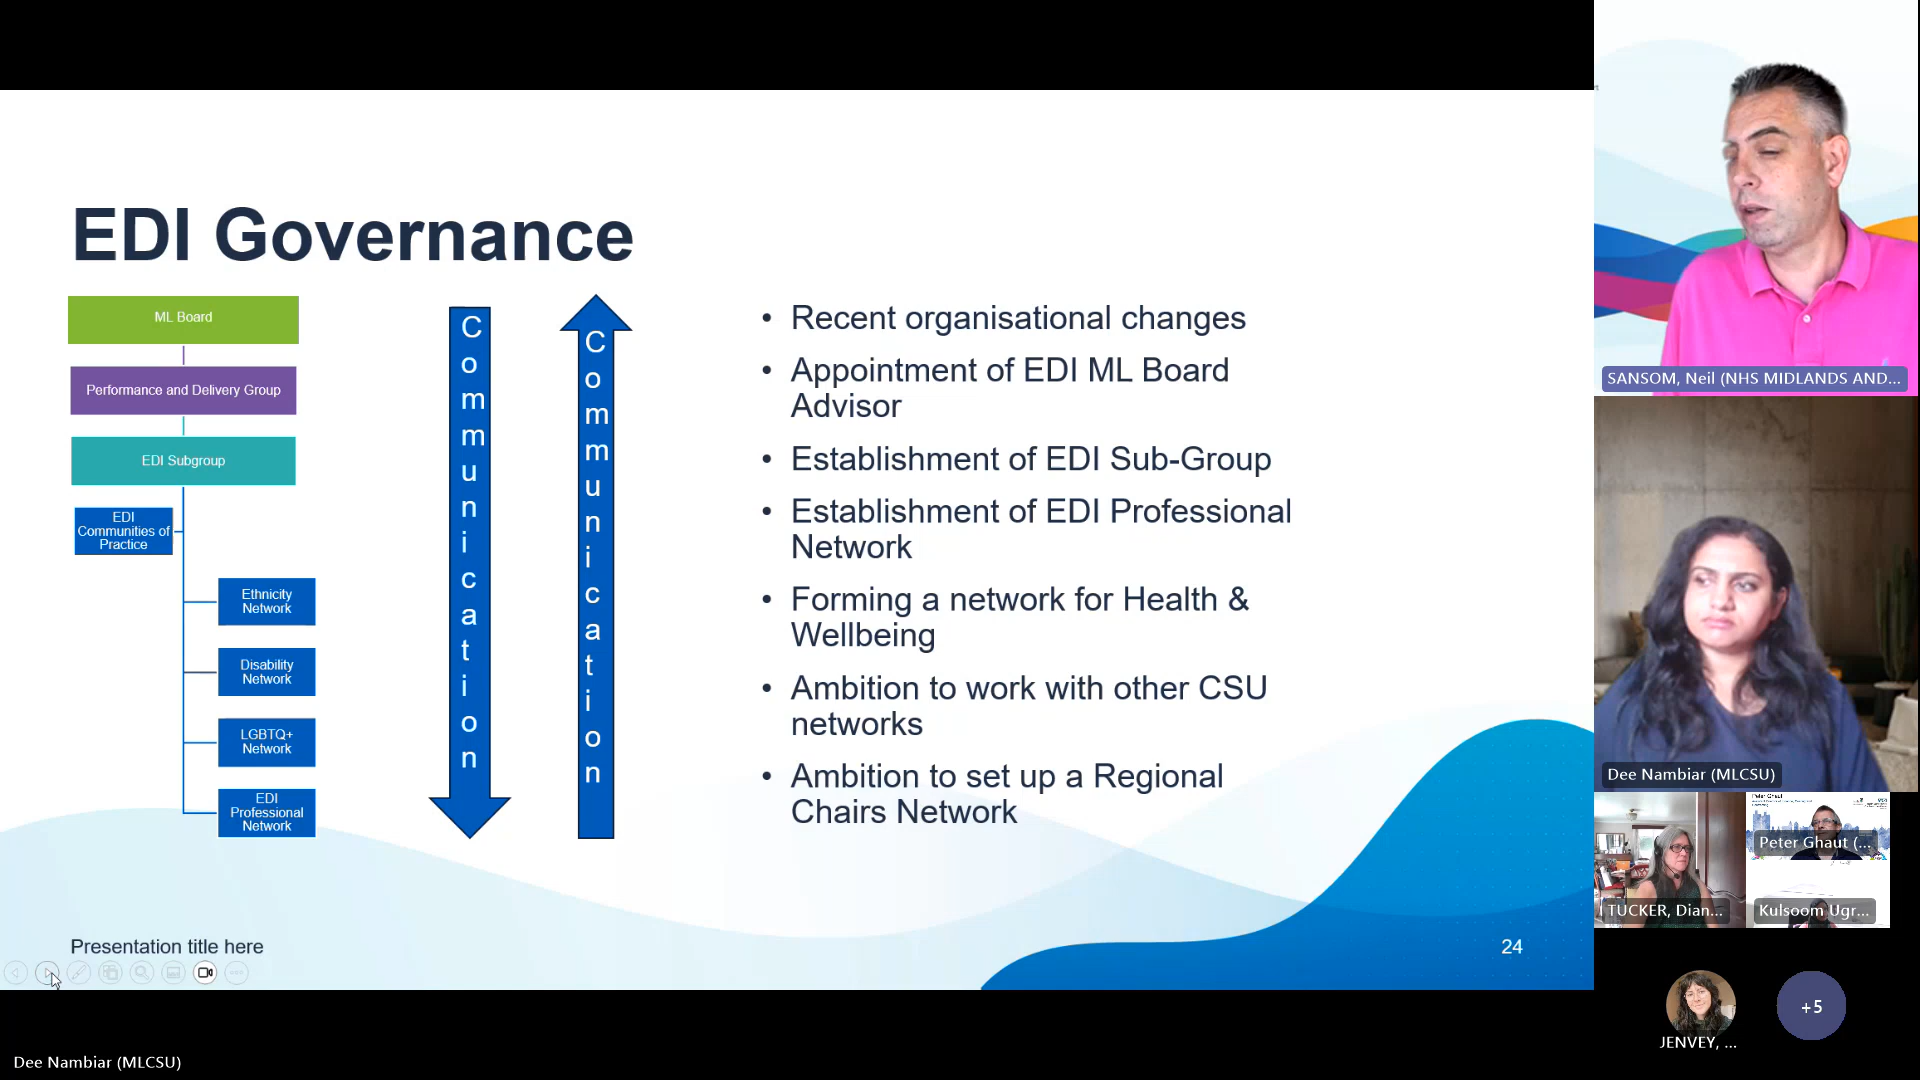 EDI Governance
ML Board
Performance and Delivery Group
EDI Subgroup
EDI
Communities of
Practice
Ethnicity
Network
Disability
Network
LGBTQ+
Network
EDI
Professional
Network
Communication
Communication
• Recent organisational changes
• Appointment of EDI ML Board
Advisor
• Establishment of EDI Sub-Group
• Establishment of EDI Professional
Network
• Forming a network for Health &
Wellbeing
• Ambition to work with other CSU
networks
• Ambition to set up a Regional
Chairs Network
Presentation title here
24
Dee Nambiar (MLCSU)
SANSOM, Neil (NHS MIDLANDS AND...
Dee Nambiar (MLCSU)
TUCKER, Dian...
Peter Ghaut
Peter Ghaut (...
Kulsoom Ugr...
JENVEY, ...
+5